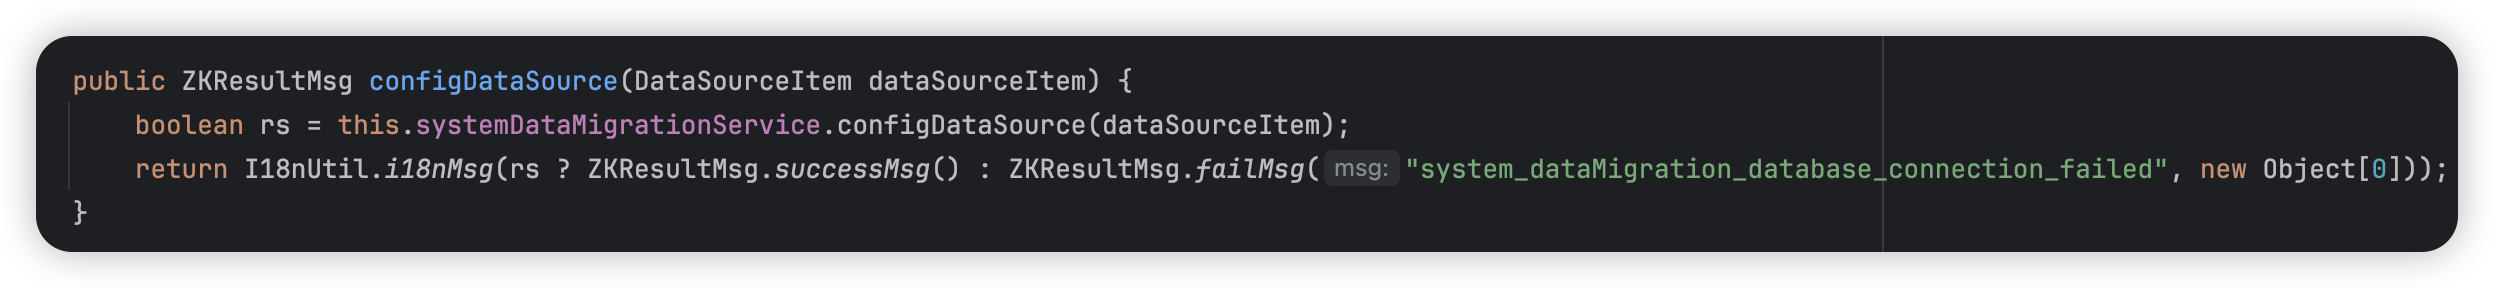 public ZKResultMsg configDataSource(DataSourceItem dataSourceItem) {
    boolean rs = this.systemDataMigrationService.configDataSource(dataSourceItem);
    return I18nUtil.i18nMsg(rs ? ZKResultMsg.successMsg() : ZKResultMsg.failMsg( msg: "system_dataMigration_database_connection_failed", new Object[0]));
}